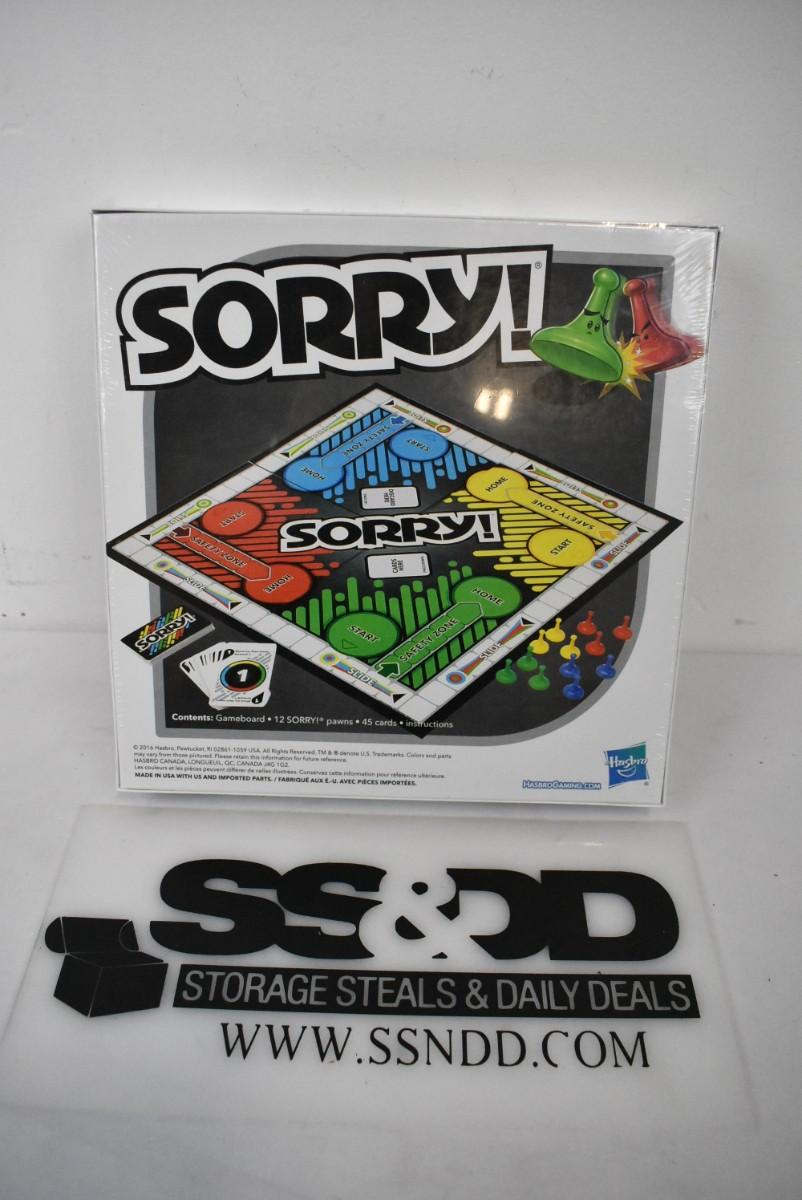 SORRY!®
SLIDE
SAFETY ZONE
START
HOME
HOME
SAFETY ZONE
START
SLIDE
START
SAFETY ZONE
HOME
SLIDE
SORRY!
CARDS HERE
HOME
START
SAFETY ZONE
SLIDE
SLIDE
SORRY!
1
Contents: Gameboard • 12 SORRY!® pawns • 45 cards • instructions
© 2016 Hasbro, Pawtucket, RI 02861-1059 USA. All Rights Reserved. TM & ® denote U.S. Trademarks. Colors and parts
may vary from those pictured. Please retain this information for future reference.
HASBRO CANADA, LONGUEUIL, QC, CANADA J4G 1G2.
Les couleurs et les pièces peuvent différer de celles illustrées. Conservez cette information pour référence ultérieure.
MADE IN USA WITH US AND IMPORTED PARTS. / FABRIQUÉ AUX É.-U. AVEC PIÈCES IMPORTÉES.
HASBROGAMING.COM
Hasbro
SS&DD
STORAGE STEALS & DAILY DEALS
WWW.SSNDD.COM